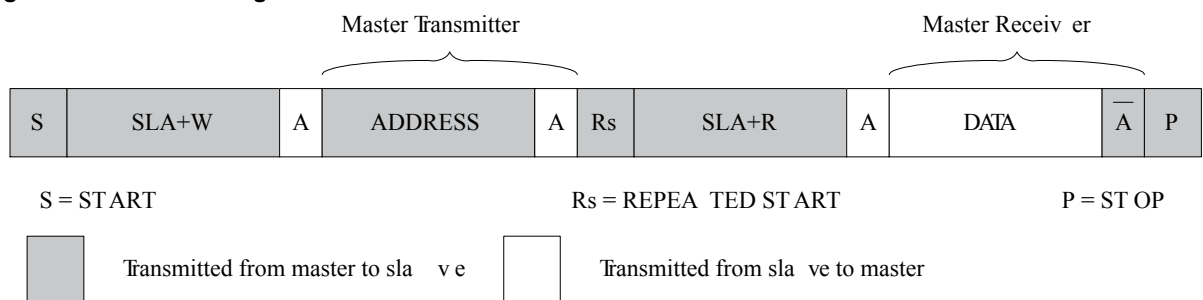 Master Transmitter Master Receiv er
S SLA+W A ADDRESS A Rs SLA+R A DATA A̅ P
S = ST ART Rs = REPEA TED ST ART P = ST OP
Transmitted from master to sla v e Transmitted from sla ve to master